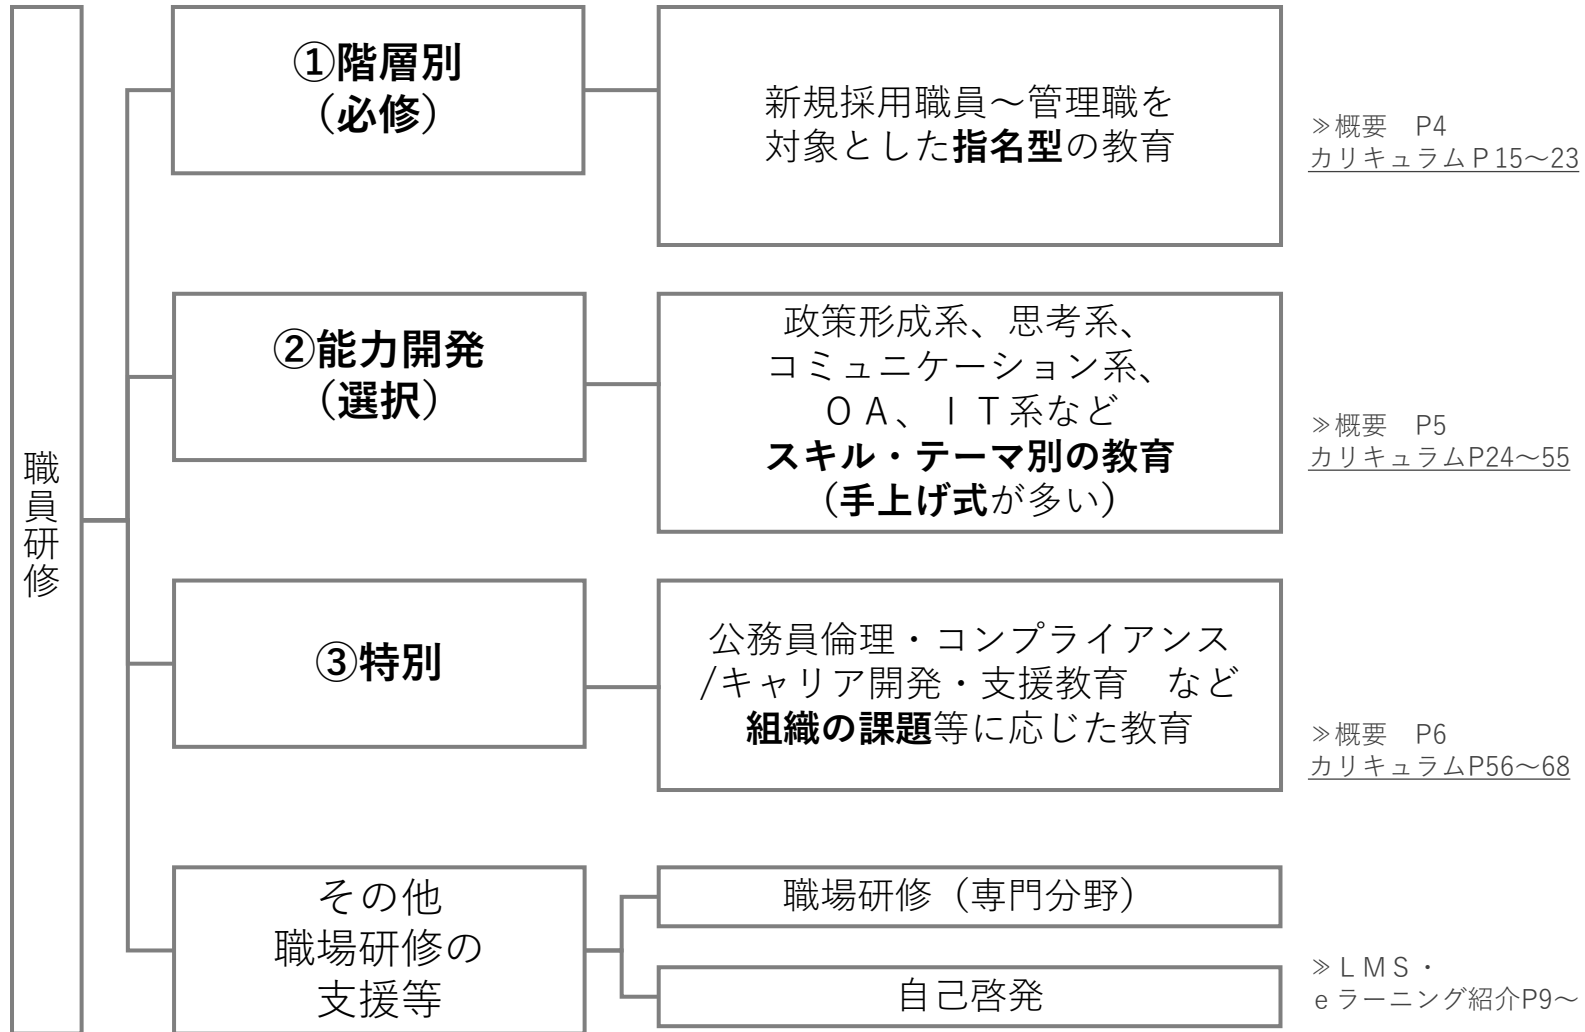 職員研修
①階層別
（必修）
新規採用職員～管理職を
対象とした指名型の教育
≫概要　P4
カリキュラムＰ15～23
②能力開発
（選択）
政策形成系、思考系、
コミュニケーション系、
ＯＡ、ＩＴ系など
スキル・テーマ別の教育
（手上げ式が多い）
≫概要　P5
カリキュラムP24～55
③特別
公務員倫理・コンプライアンス
/キャリア開発・支援教育　など
組織の課題等に応じた教育
≫概要　P6
カリキュラムP56～68
その他
職場研修の
支援等
職場研修（専門分野）
自己啓発
≫ＬＭＳ・
ｅラーニング紹介P9～